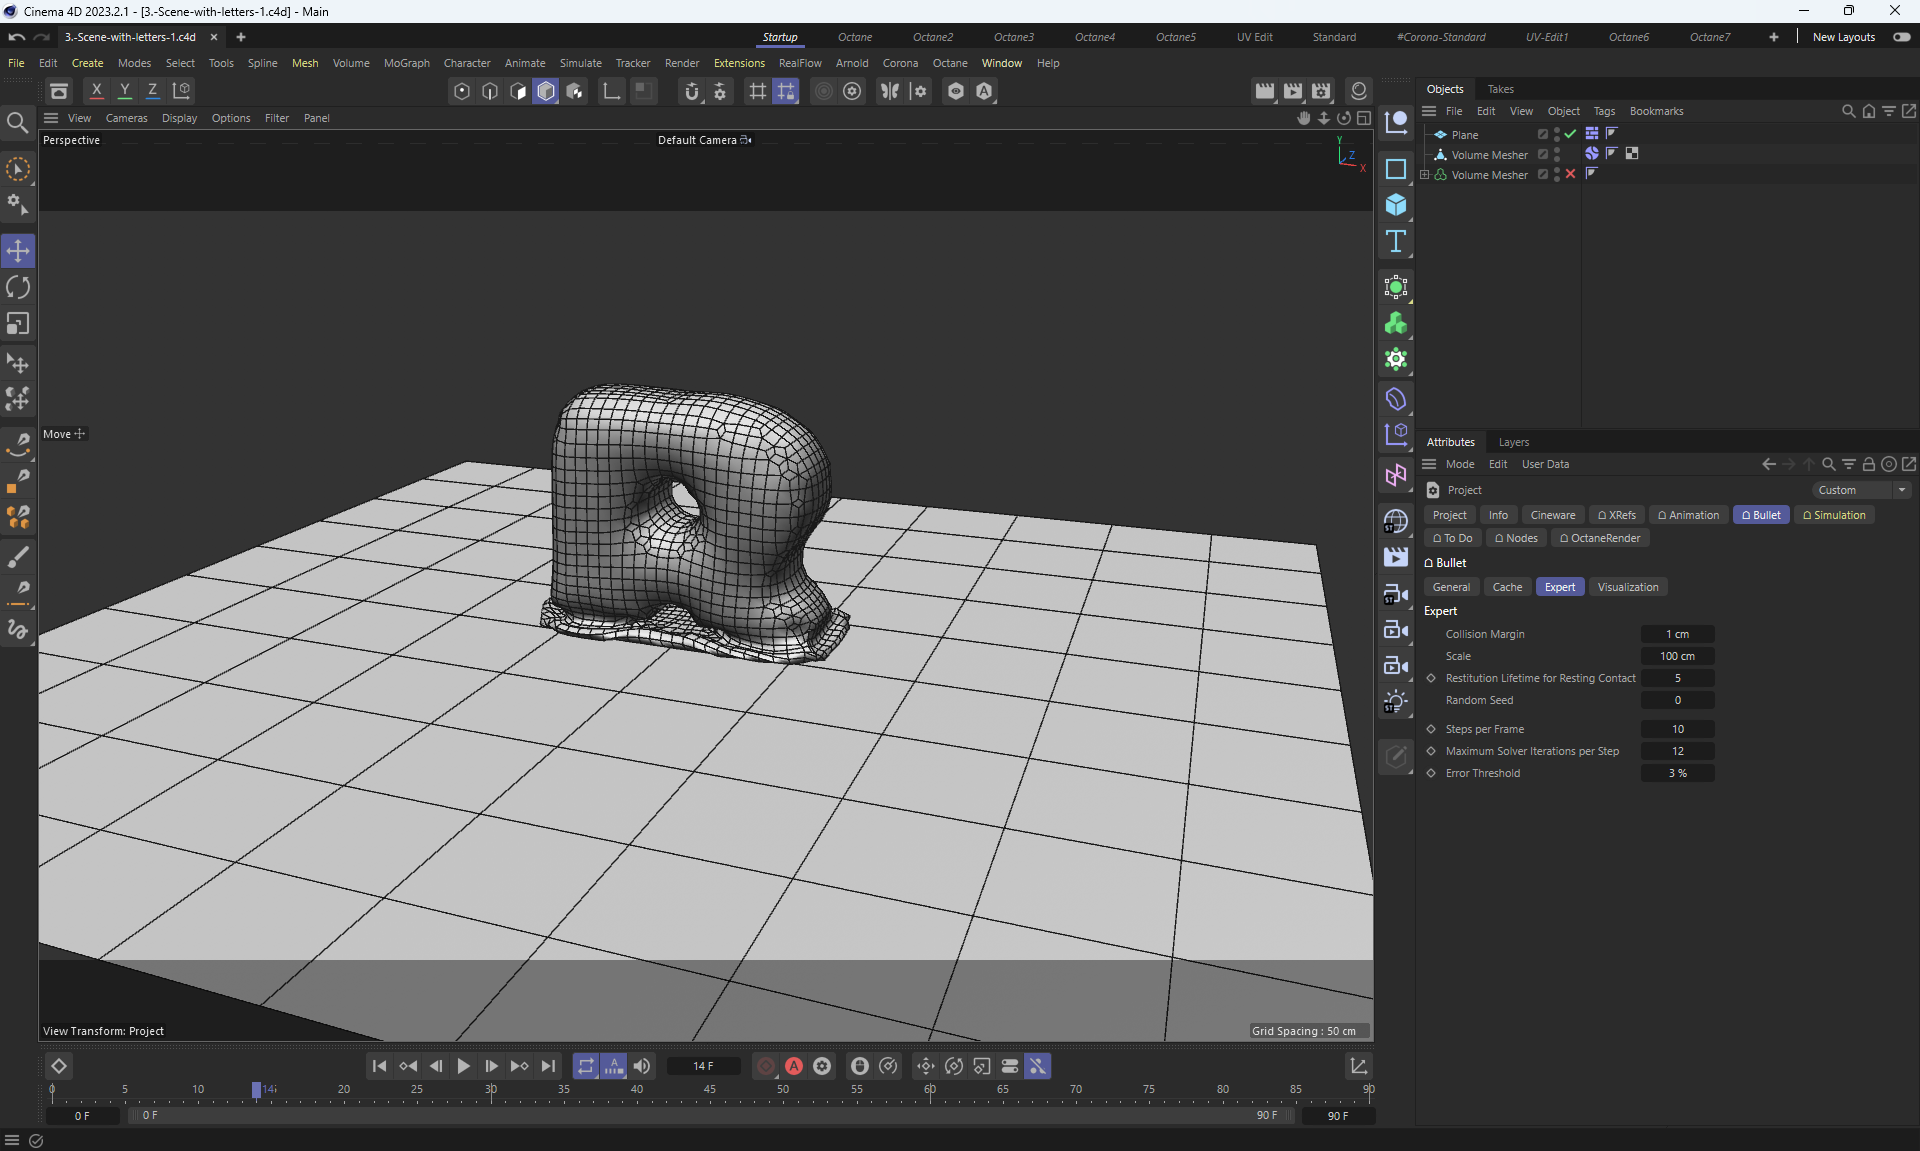 Cinema 4D 2023.2.1 - [3.-Scene-with-letters-1.c4d] - Main
3.-Scene-with-letters-1.c4d
Startup Octane Octane2 Octane3 Octane4 Octane5 UV Edit Standard #Corona-Standard UV-Edit1 Octane6 Octane7 New Layouts
File Edit Create Modes Select Tools Spline Mesh Volume MoGraph Character Animate Simulate Tracker Render Extensions RealFlow Arnold Corona Octane Window Help
X Y Z
View Cameras Display Options Filter Panel
Perspective
Default Camera
Y
Z
X
Move
View Transform: Project
Grid Spacing : 50 cm
Objects Takes
File Edit View Object Tags Bookmarks
Plane
Volume Mesher
Volume Mesher
Attributes Layers
Mode Edit User Data
Project
Custom
Project Info Cineware XRefs Animation Bullet Simulation
To Do Nodes OctaneRender
Bullet
General Cache Expert Visualization
Expert
Collision Margin 1 cm
Scale 100 cm
Restitution Lifetime for Resting Contact 5
Random Seed 0
Steps per Frame 10
Maximum Solver Iterations per Step 12
Error Threshold 3 %
14 F
0 5 10 14 20 25 30 35 40 45 50 55 60 65 70 75 80 85 90
0 F 0 F 90 F 90 F